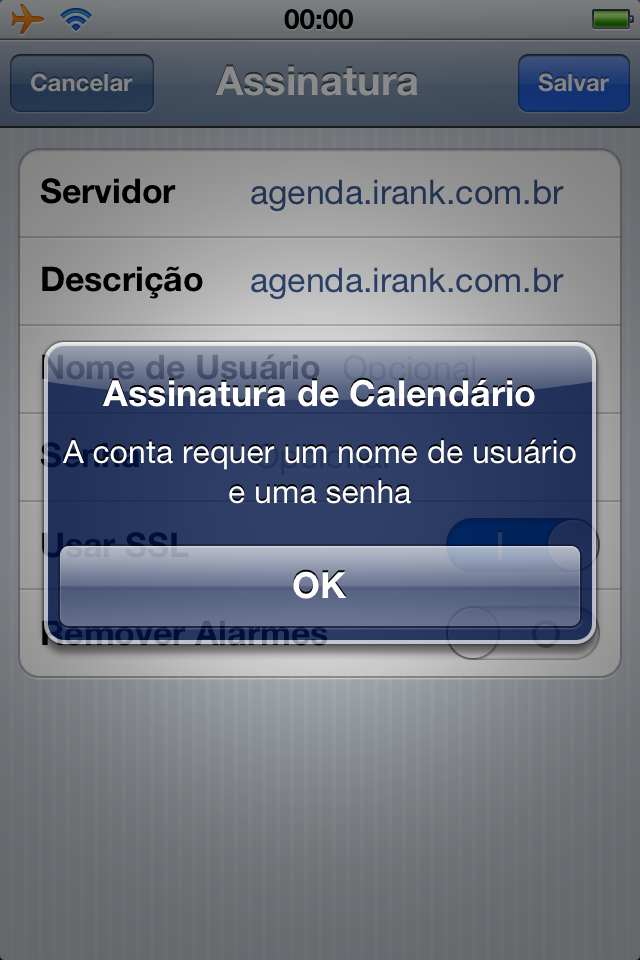 00:00
Cancelar
Assinatura
Salvar
Servidor agenda.irank.com.br
Descrição agenda.irank.com.br
Nome de Usuário Opcional
Assinatura de Calendário
A conta requer um nome de usuário
e uma senha
Senha Opcional
Usar SSL
OK
Remover Alarmes